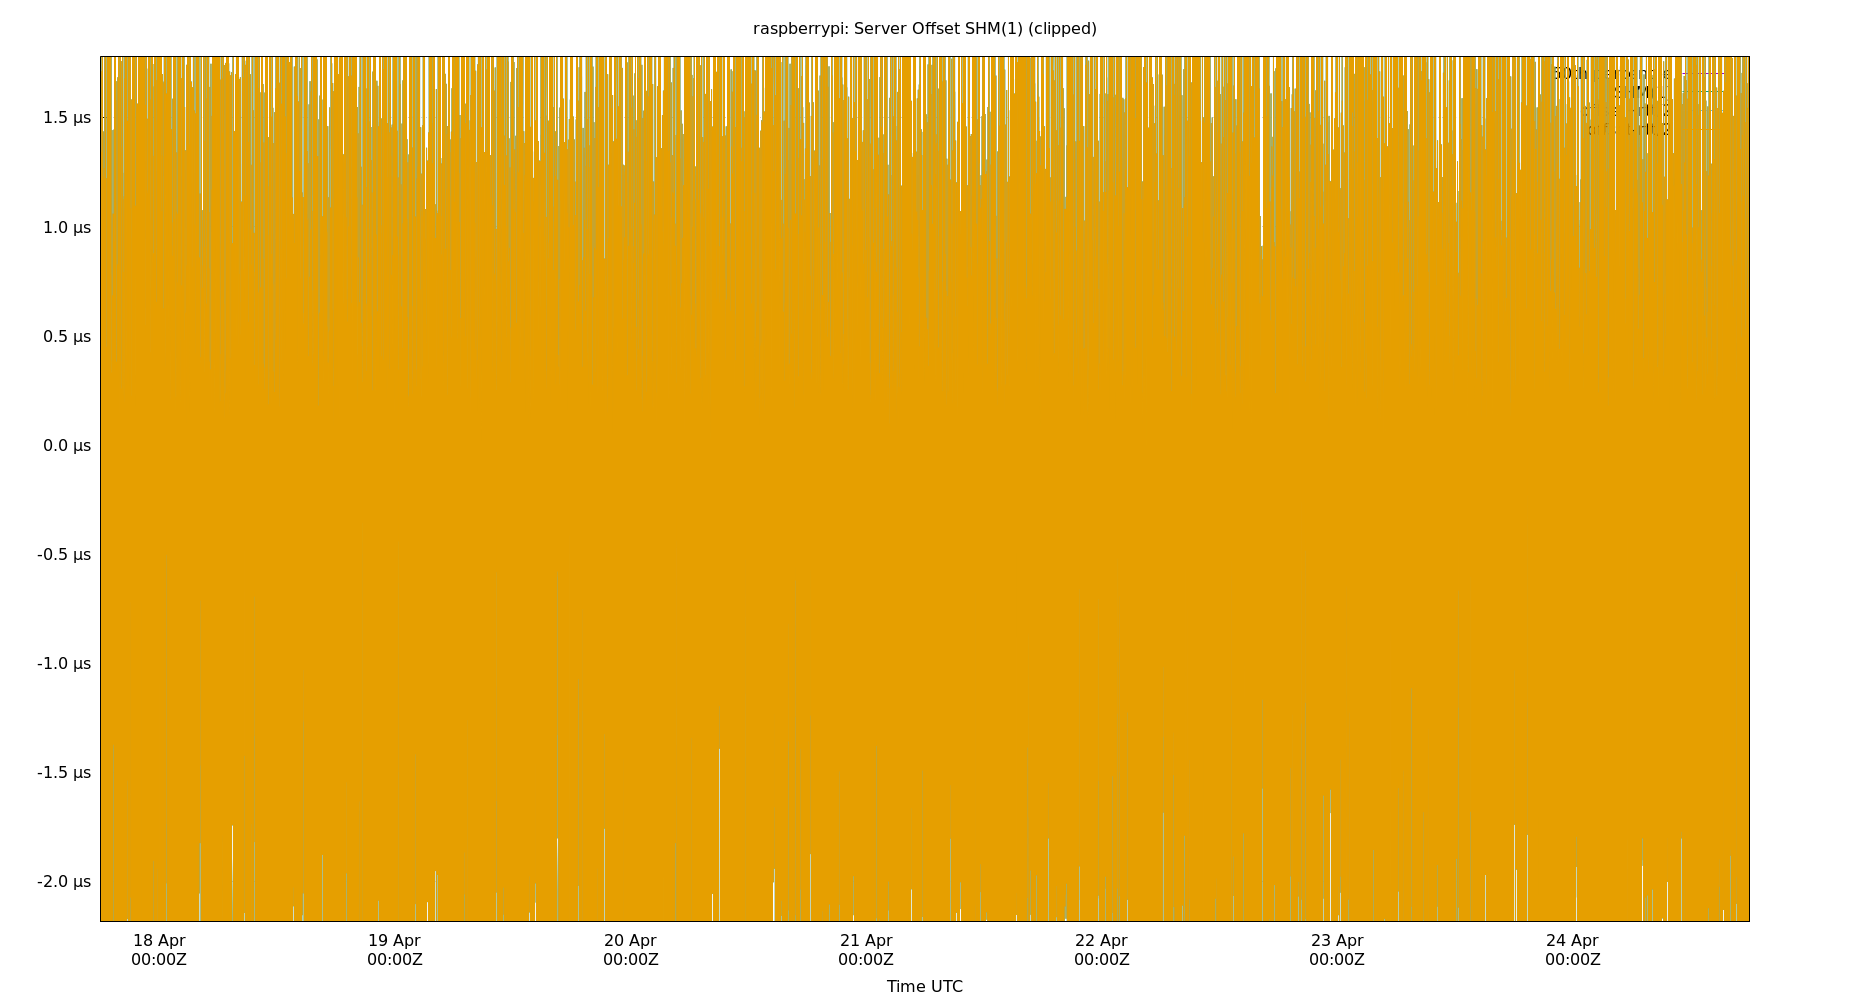 raspberrypi: Server Offset SHM(1) (clipped)
1.5 µs
1.0 µs
0.5 µs
0.0 µs
-0.5 µs
-1.0 µs
-1.5 µs
-2.0 µs
18 Apr 19 Apr 20 Apr 21 Apr 22 Apr 23 Apr 24 Apr
00:00Z 00:00Z 00:00Z 00:00Z 00:00Z 00:00Z 00:00Z
Time UTC